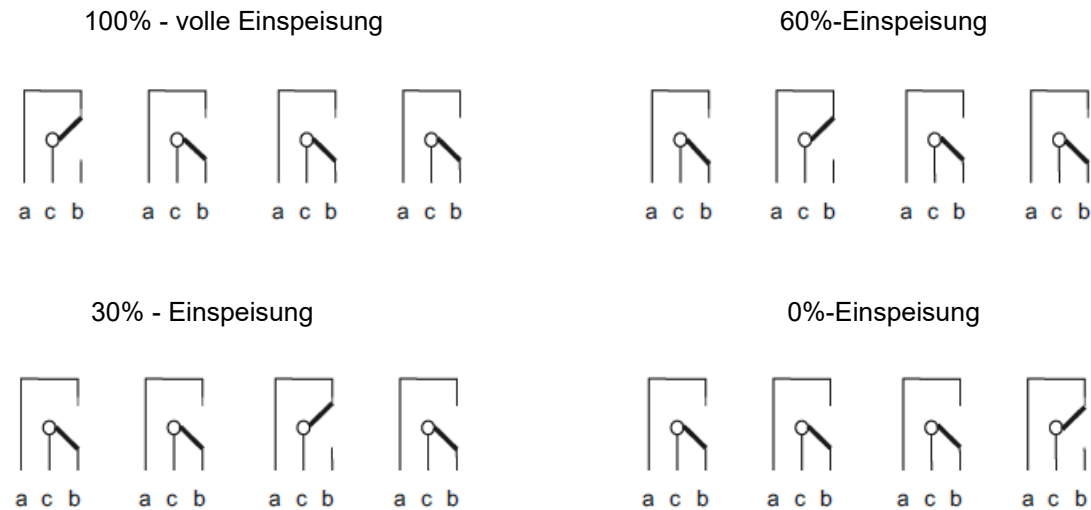 100% - volle Einspeisung
60%-Einspeisung
a c b a c b a c b a c b
a c b a c b a c b a c b
30% - Einspeisung
0%-Einspeisung
a c b a c b a c b a c b
a c b a c b a c b a c b